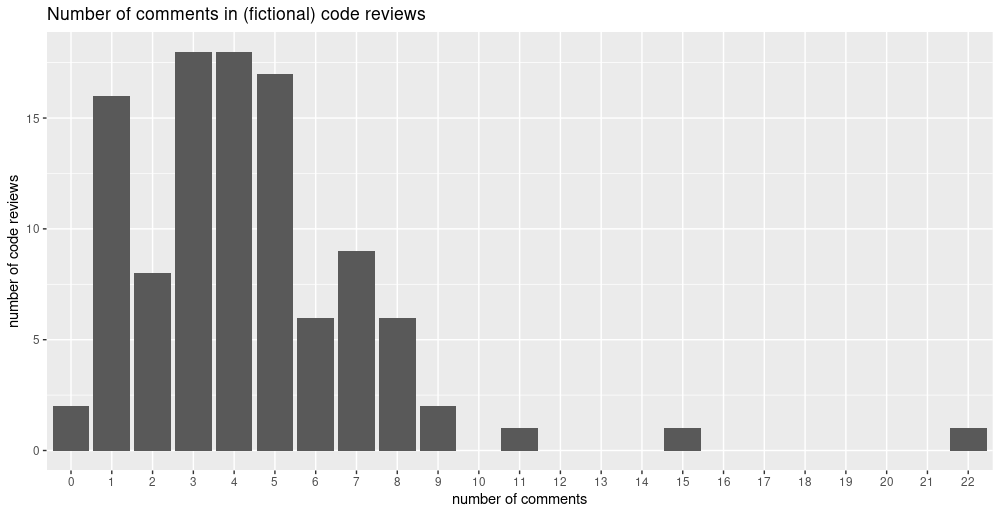 Number of comments in (fictional) code reviews
number of code reviews
15
10
5
0
0 1 2 3 4 5 6 7 8 9 10 11 12 13 14 15 16 17 18 19 20 21 22
number of comments